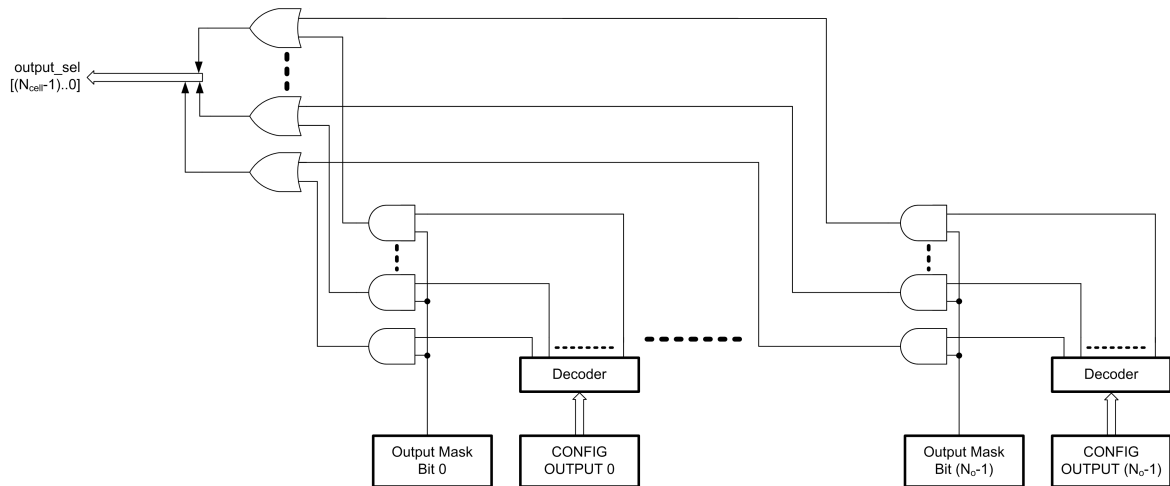 output_sel
[(Ncell-1)..0]
Decoder
Decoder
Output Mask
Bit 0
CONFIG
OUTPUT 0
Output Mask
Bit (No-1)
CONFIG
OUTPUT (No-1)